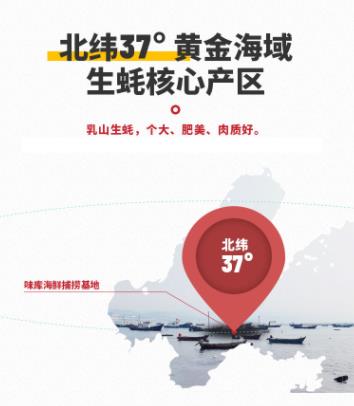 北纬37° 黄金海域
生蚝核心产区
乳山生蚝，个大、肥美、肉质好。
北纬
37°
味库海鲜捕捞基地